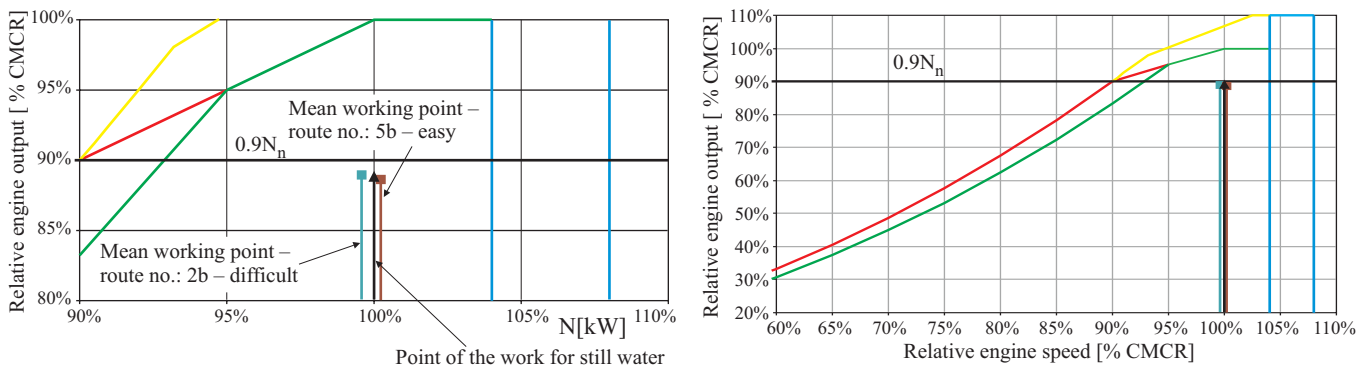 Relative engine output [ % CMCR]
100%
95%
90%
85%
80%
90%
95%
100%
105%
110%
N[kW]
0.9Nn
Mean working point –
route no.: 5b – easy
Mean working point –
route no.: 2b – difficult
Point of the work for still water
Relative engine output [ % CMCR]
110%
100%
90%
80%
70%
60%
50%
40%
30%
20%
0.9Nn
60%
65%
70%
75%
80%
85%
90%
95%
100%
105%
110%
Relative engine speed [% CMCR]